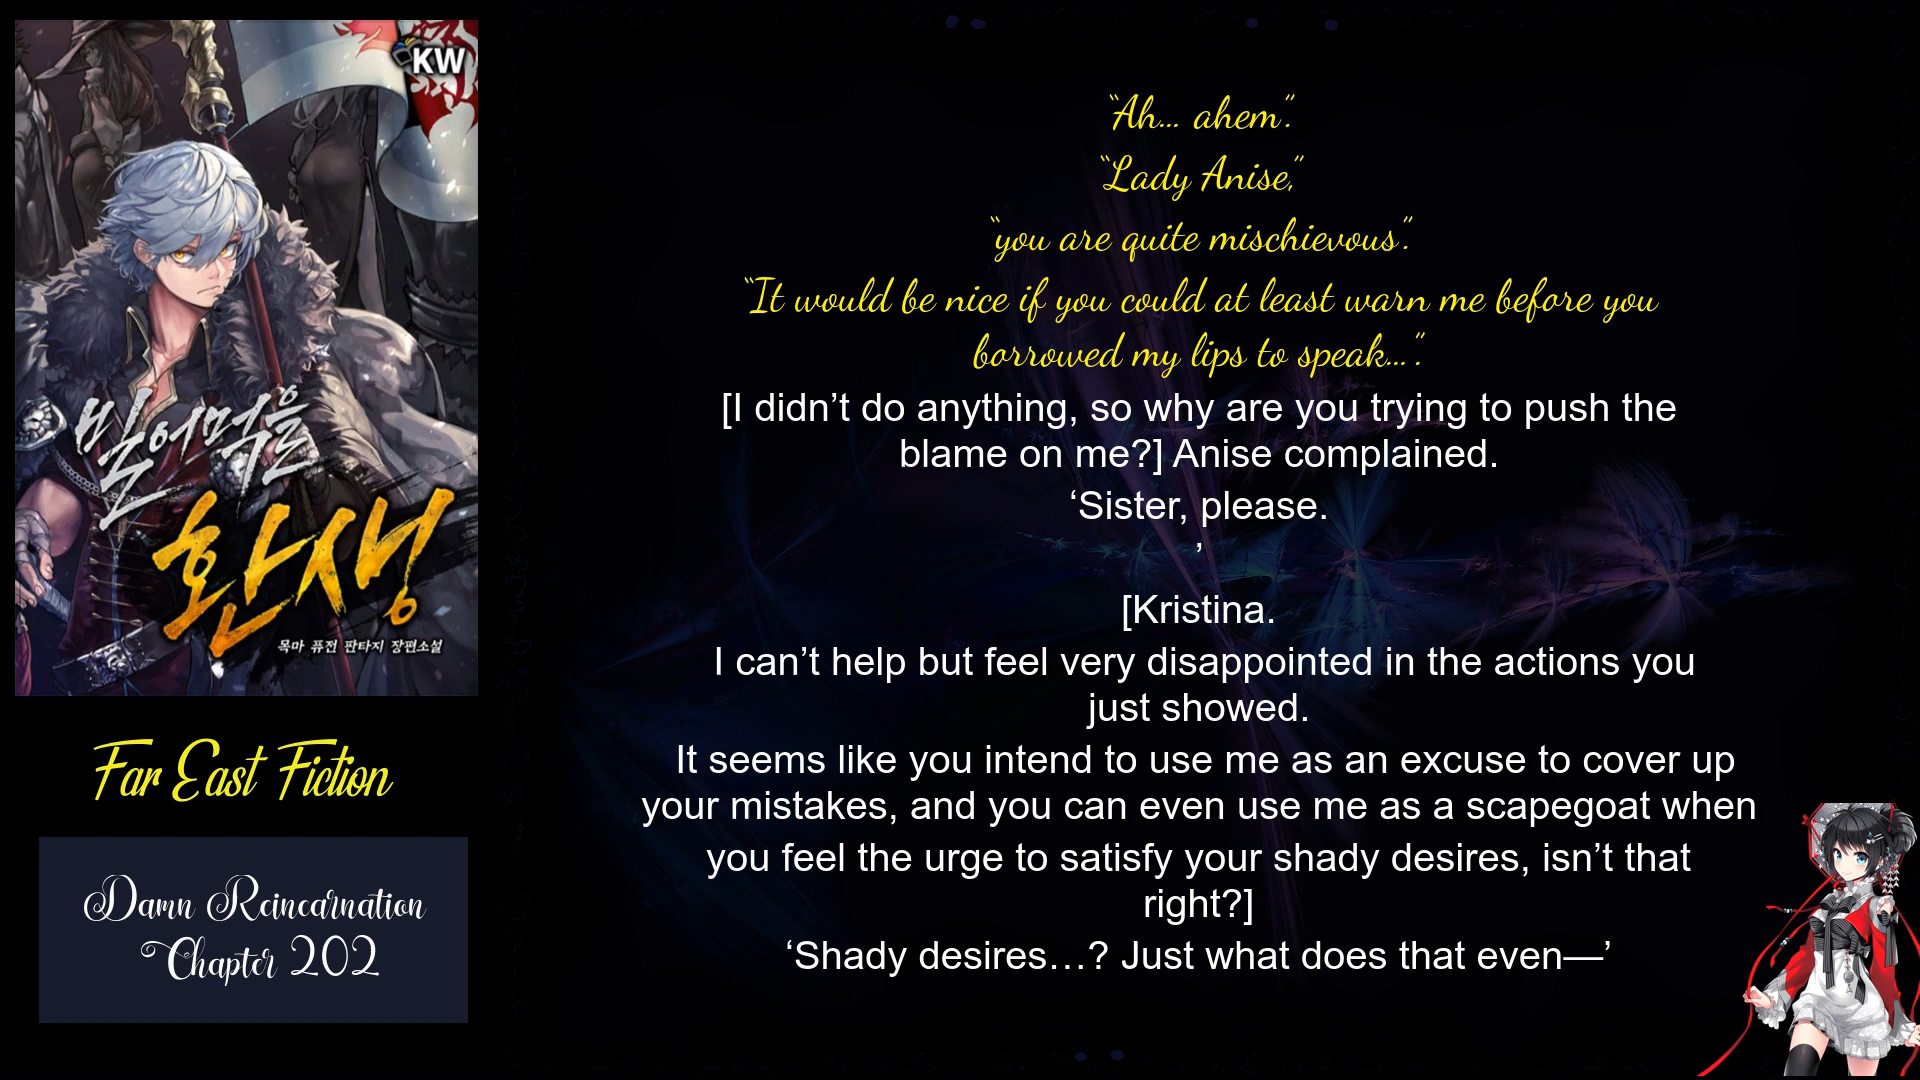 KW
빌어먹을
환생
목마 퓨전 판타지 장편소설
Far East Fiction
Damn Reincarnation
Chapter 202
“Ah… ahem”.
“Lady Anise,”
“you are quite mischievous”.
“It would be nice if you could at least warn me before you
borrowed my lips to speak…”.
[I didn’t do anything, so why are you trying to push the
blame on me?] Anise complained.
‘Sister, please.
’
[Kristina.
I can’t help but feel very disappointed in the actions you
just showed.
It seems like you intend to use me as an excuse to cover up
your mistakes, and you can even use me as a scapegoat when
you feel the urge to satisfy your shady desires, isn’t that
right?]
‘Shady desires…? Just what does that even—’